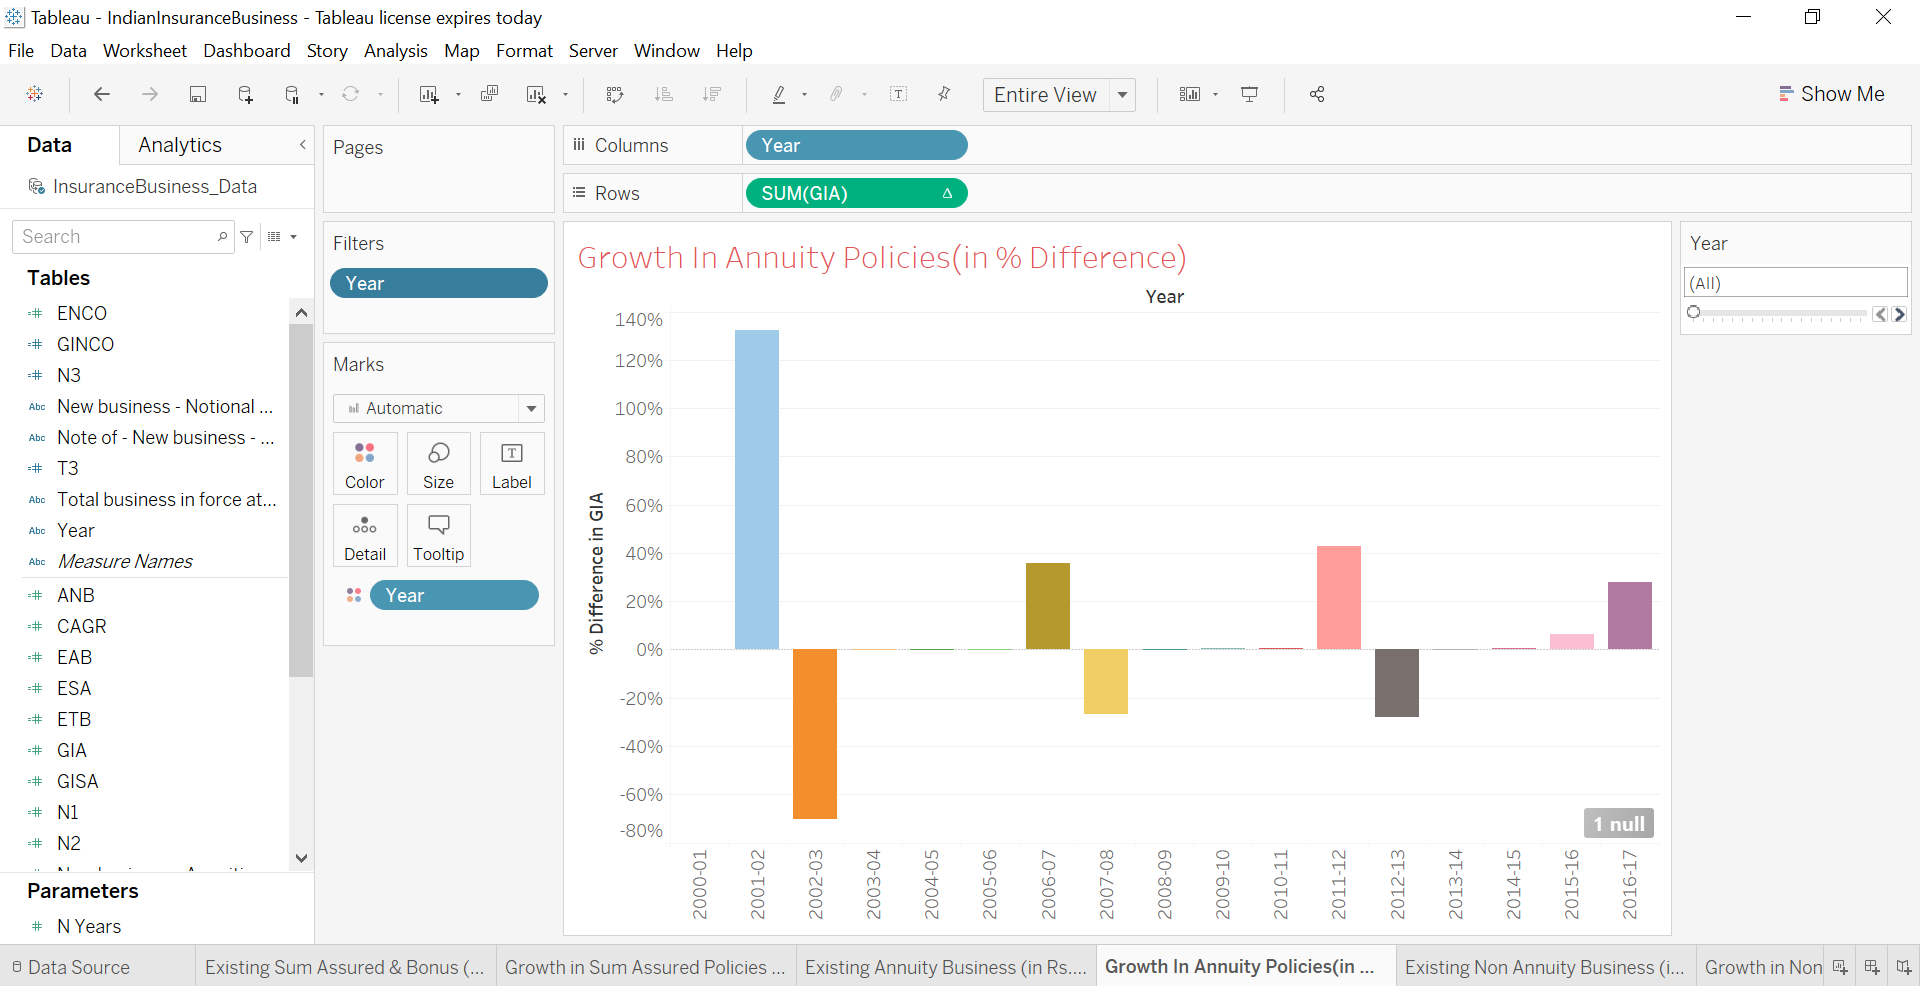 Tableau - IndianInsuranceBusiness - Tableau license expires today
File Data Worksheet Dashboard Story Analysis Map Format Server Window Help
Entire View
Show Me
Data
Analytics
InsuranceBusiness_Data
Search
Tables
ENCO
GINCO
N3
Abc New business - Notional ...
Abc Note of - New business - ...
T3
Abc Total business in force at...
Abc Year
Abc Measure Names
ANB
CAGR
EAB
ESA
ETB
GIA
GISA
N1
N2
Parameters
# N Years
Pages
Filters
Year
Marks
Automatic
Color Size Label
Detail Tooltip
Year
Columns
Year
Rows
SUM(GIA) Δ
Growth In Annuity Policies(in % Difference)
Year
% Difference in GIA
140%
120%
100%
80%
60%
40%
20%
0%
-20%
-40%
-60%
-80%
1 null
2000-01
2001-02
2002-03
2003-04
2004-05
2005-06
2006-07
2007-08
2008-09
2009-10
2010-11
2011-12
2012-13
2013-14
2014-15
2015-16
2016-17
Year
(All)
Data Source
Existing Sum Assured & Bonus (...
Growth in Sum Assured Policies ...
Existing Annuity Business (in Rs....
Growth In Annuity Policies(in ...
Existing Non Annuity Business (i...
Growth in Non